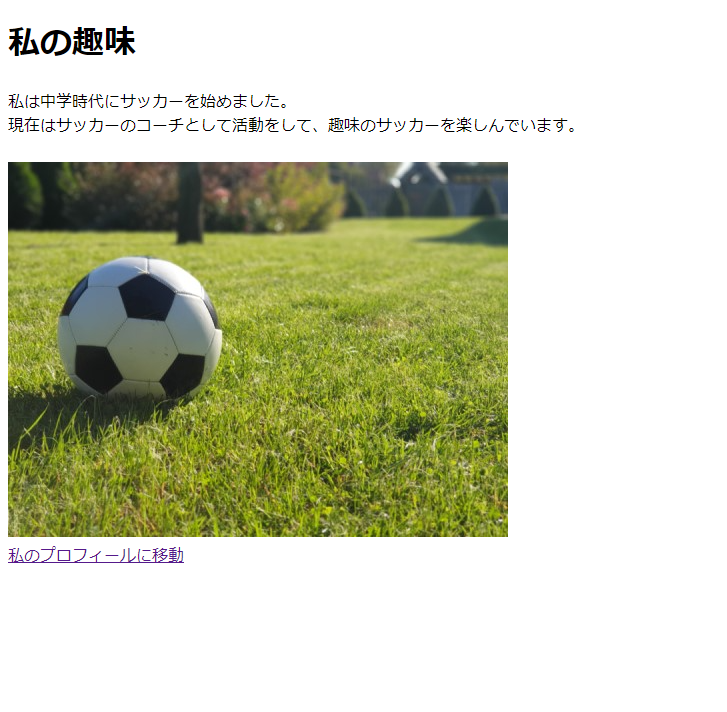 私の趣味
私は中学時代にサッカーを始めました。
現在はサッカーのコーチとして活動をして、趣味のサッカーを楽しんでいます。
私のプロフィールに移動